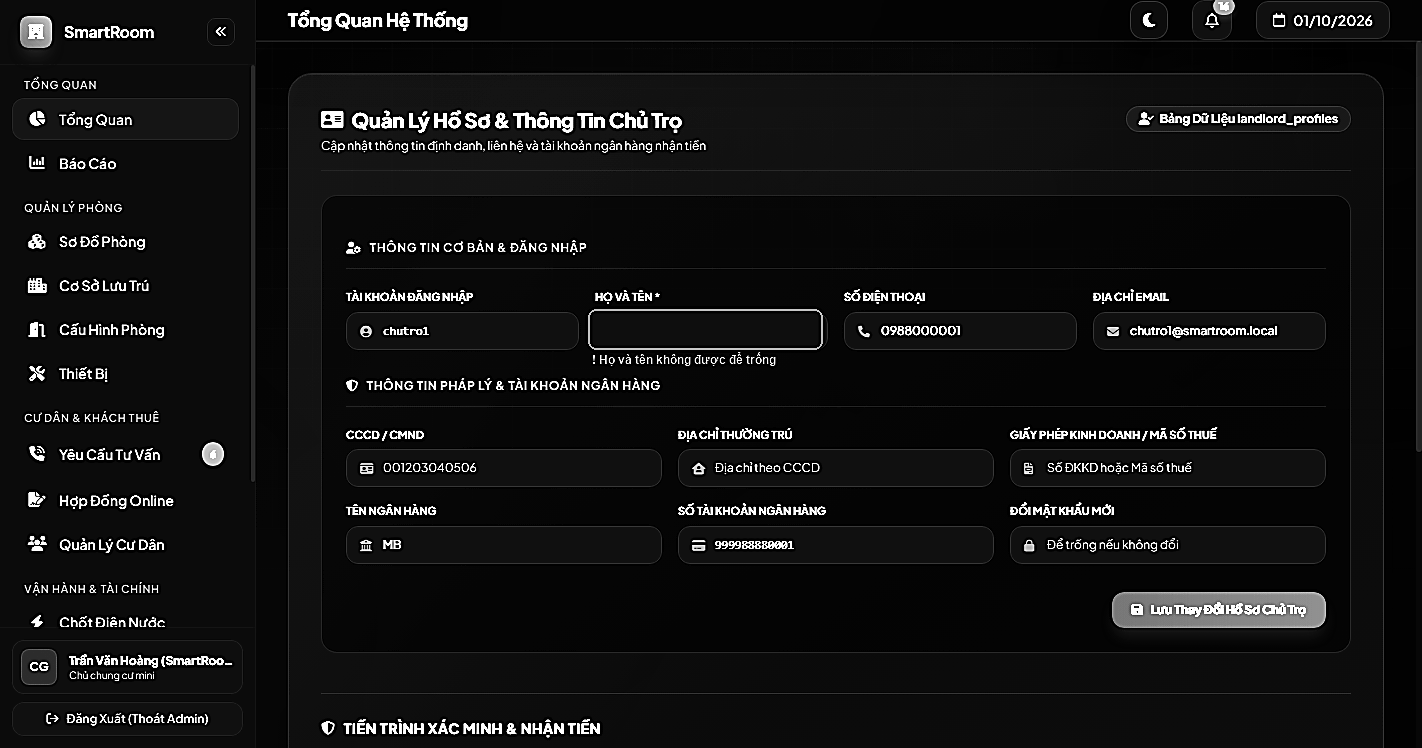 SmartRoom
TỔNG QUAN
Tổng Quan
Báo Cáo
QUẢN LÝ PHÒNG
Sơ Đồ Phòng
Cơ Sở Lưu Trú
Cấu Hình Phòng
Thiết Bị
CƯ DÂN & KHÁCH THUÊ
Yêu Cầu Tư Vấn
6
Hợp Đồng Online
Quản Lý Cư Dân
VẬN HÀNH & TÀI CHÍNH
Chốt Điện Nước
CG
Trần Văn Hoàng (SmartRoo...
Chủ chung cư mini
Đăng Xuất (Thoát Admin)
Tổng Quan Hệ Thống
01/10/2026
Quản Lý Hồ Sơ & Thông Tin Chủ Trọ
Cập nhật thông tin định danh, liên hệ và tài khoản ngân hàng nhận tiền
Bảng Dữ Liệu landlord_profiles
THÔNG TIN CƠ BẢN & ĐĂNG NHẬP
TÀI KHOẢN ĐĂNG NHẬP
HỌ VÀ TÊN *
SỐ ĐIỆN THOẠI
ĐỊA CHỈ EMAIL
chutro1
0988000001
chutro1@smartroom.local
! Họ và tên không được để trống
THÔNG TIN PHÁP LÝ & TÀI KHOẢN NGÂN HÀNG
CCCD / CMND
ĐỊA CHỈ THƯỜNG TRÚ
GIẤY PHÉP KINH DOANH / MÃ SỐ THUẾ
001203040506
Địa chỉ theo CCCD
Số ĐKKD hoặc Mã số thuế
TÊN NGÂN HÀNG
SỐ TÀI KHOẢN NGÂN HÀNG
ĐỔI MẬT KHẨU MỚI
MB
999988880001
Để trống nếu không đổi
Lưu Thay Đổi Hồ Sơ Chủ Trọ
TIẾN TRÌNH XÁC MINH & NHẬN TIỀN